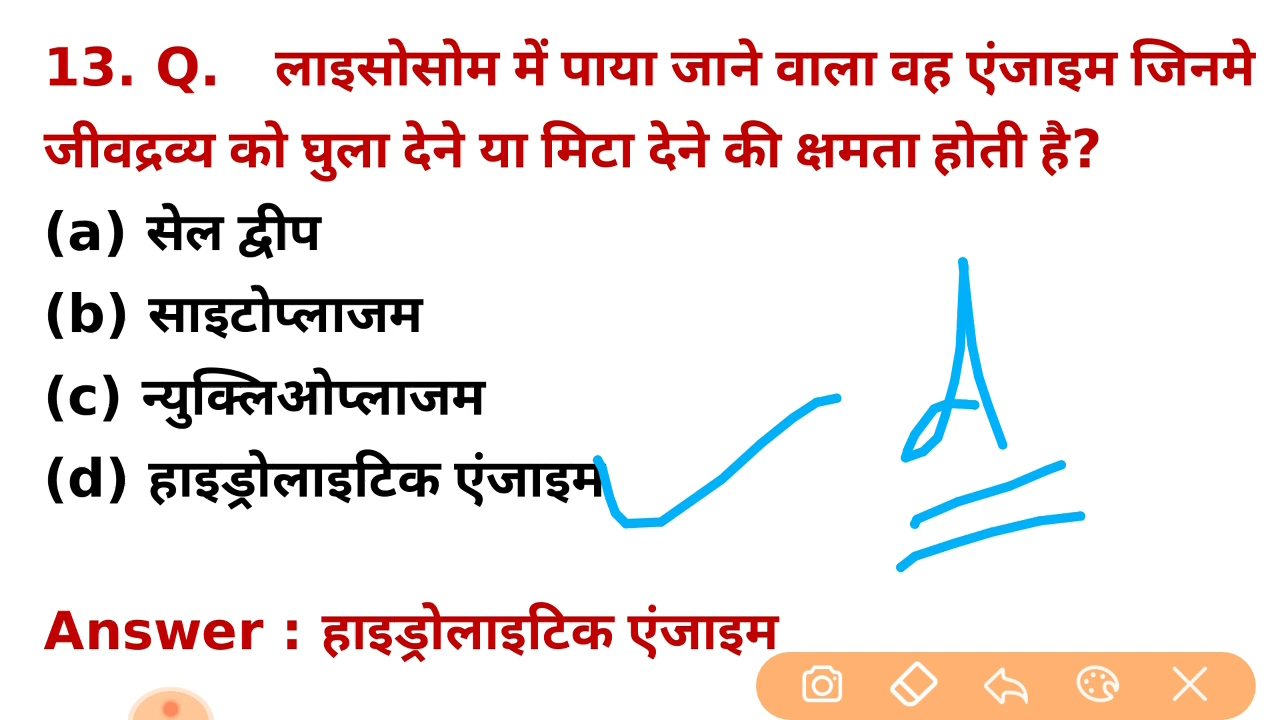 13. Q. लाइसोसोम में पाया जाने वाला वह एंजाइम जिनमे
जीवद्रव्य को घुला देने या मिटा देने की क्षमता होती है?
(a) सेल द्वीप
(b) साइटोप्लाजम
(c) न्युक्लिओप्लाजम
(d) हाइड्रोलाइटिक एंजाइम
Answer : हाइड्रोलाइटिक एंजाइम